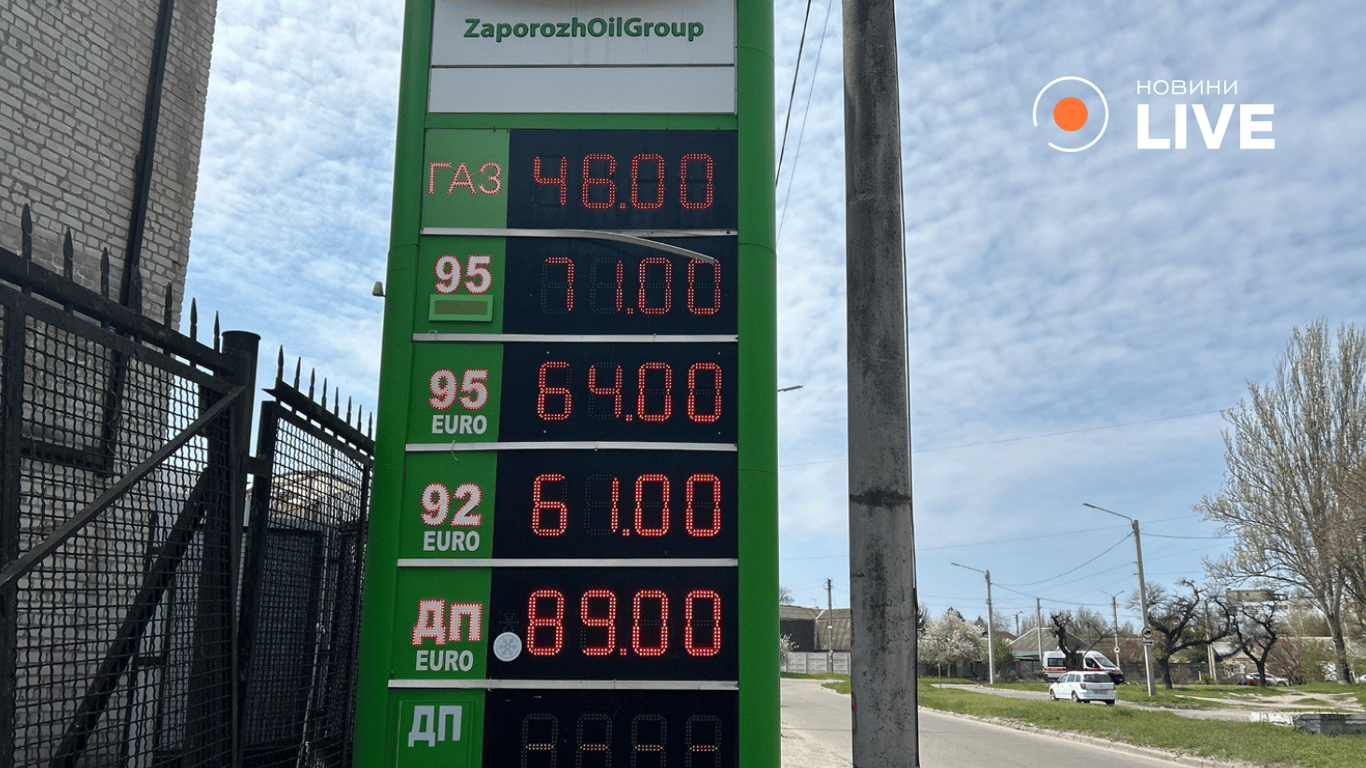 ZaporozhOilGroup
НОВИНИ
LIVE
ГАЗ 48.00
95 71.00
95 64.00
EURO
92 61.00
EURO
ДП 89.00
EURO
ДП ----